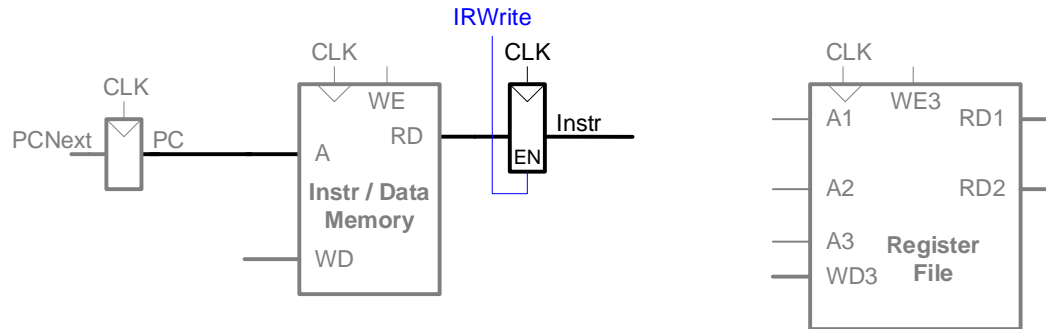 IRWrite
CLK
CLK
CLK
CLK
WE
WE3
PCNext
PC
A
RD
EN
Instr
A1
RD1
Instr / Data
Memory
A2
RD2
WD
A3
WD3
Register
File